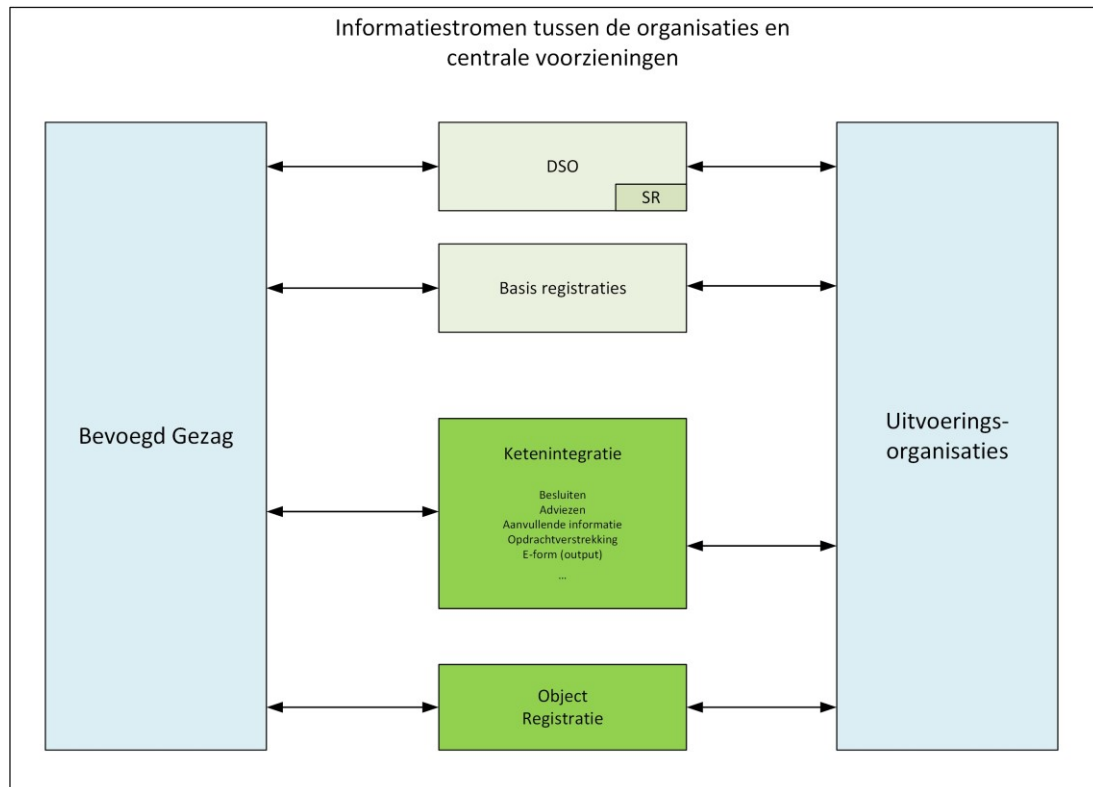 Informatiestromen tussen de organisaties en
centrale voorzieningen
DSO
SR
Basis registraties
Bevoegd Gezag
Uitvoerings-
organisaties
Ketenintegratie
Besluiten
Adviezen
Aanvullende informatie
Opdrachtverstrekking
E-form (output)
...
Object
Registratie